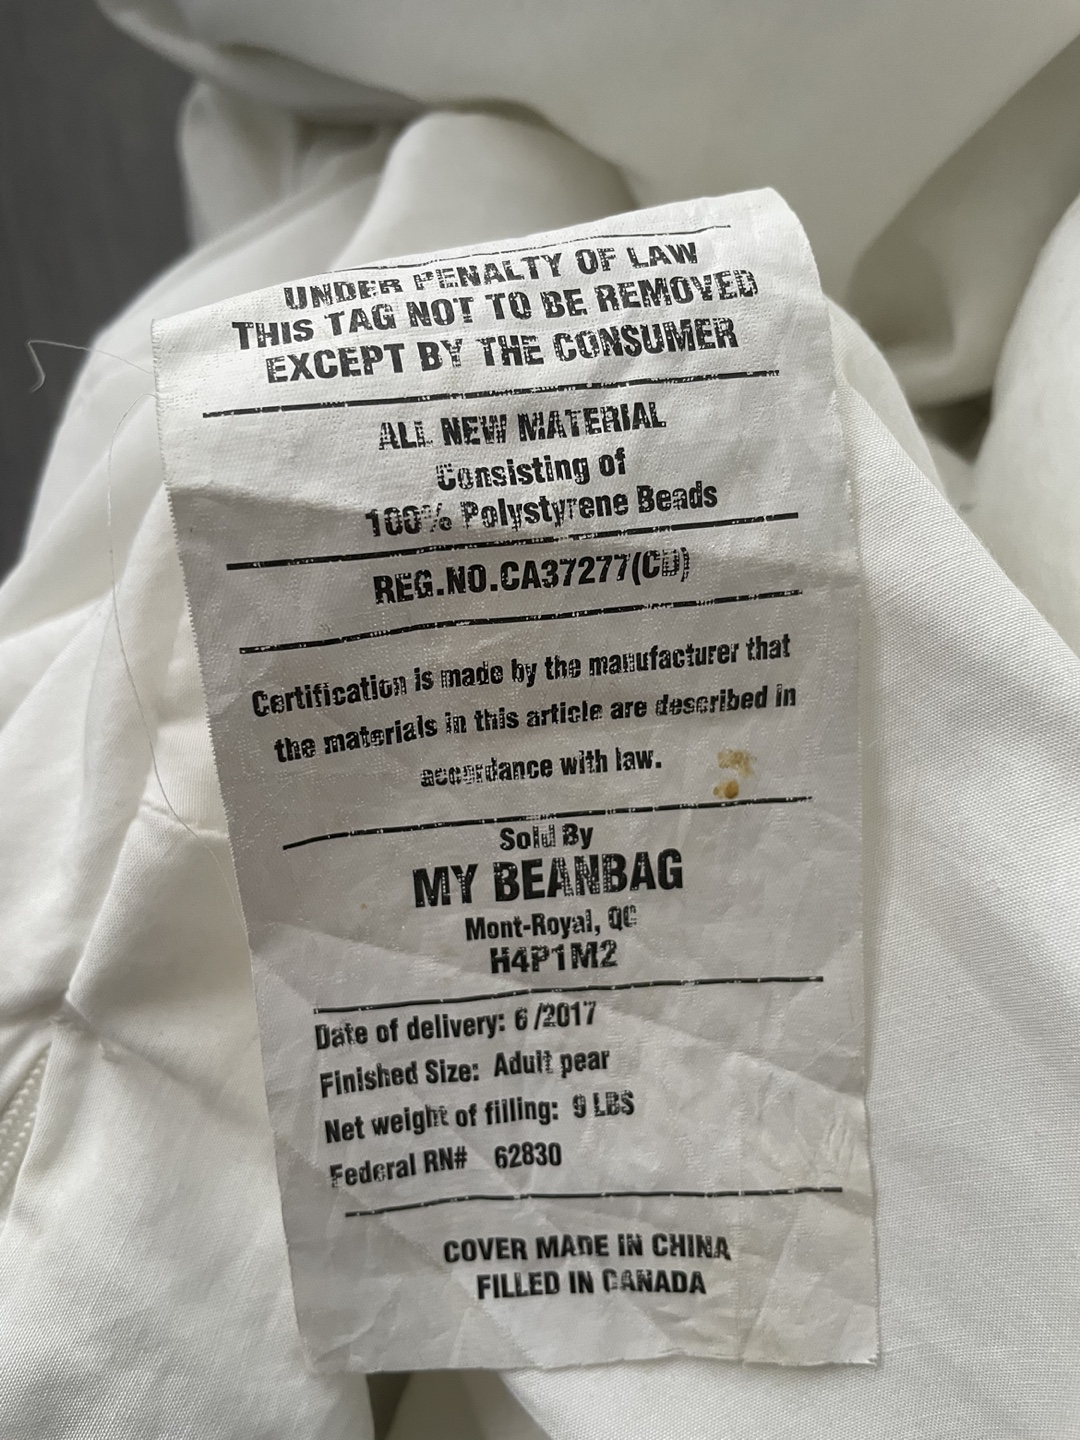 UNDER PENALTY OF LAW
THIS TAG NOT TO BE REMOVED
EXCEPT BY THE CONSUMER
ALL NEW MATERIAL
Consisting of
100% Polystyrene Beads
REG.NO.CA37277(CD)
Certification is made by the manufacturer that
the materials in this article are described in
accordance with law.
Sold By
MY BEANBAG
Mont-Royal, QC
H4P1M2
Date of delivery: 6 /2017
Finished Size: Adult pear
Net weight of filling: 9 LBS
Federal RN# 62830
COVER MADE IN CHINA
FILLED IN CANADA